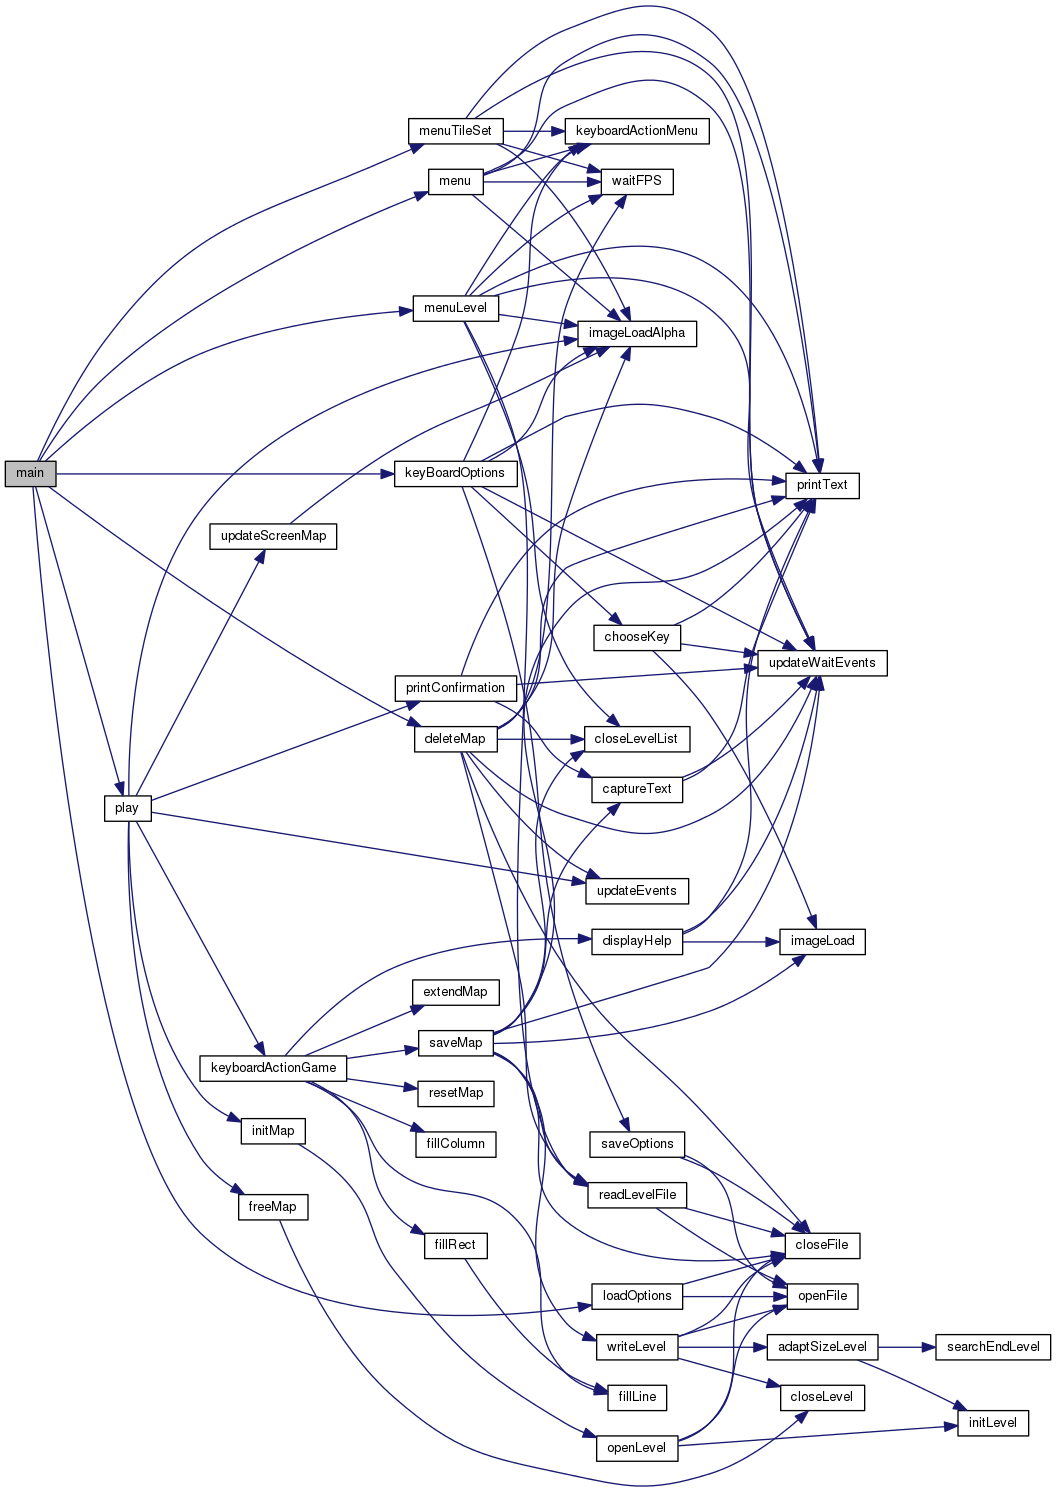 menuTileSet
keyboardActionMenu
menu
waitFPS
menuLevel
imageLoadAlpha
main
keyBoardOptions
printText
updateScreenMap
chooseKey
updateWaitEvents
printConfirmation
deleteMap
closeLevelList
captureText
play
updateEvents
displayHelp
imageLoad
extendMap
saveMap
keyboardActionGame
resetMap
initMap
fillColumn
saveOptions
readLevelFile
freeMap
fillRect
closeFile
loadOptions
openFile
writeLevel
adaptSizeLevel
searchEndLevel
fillLine
closeLevel
initLevel
openLevel